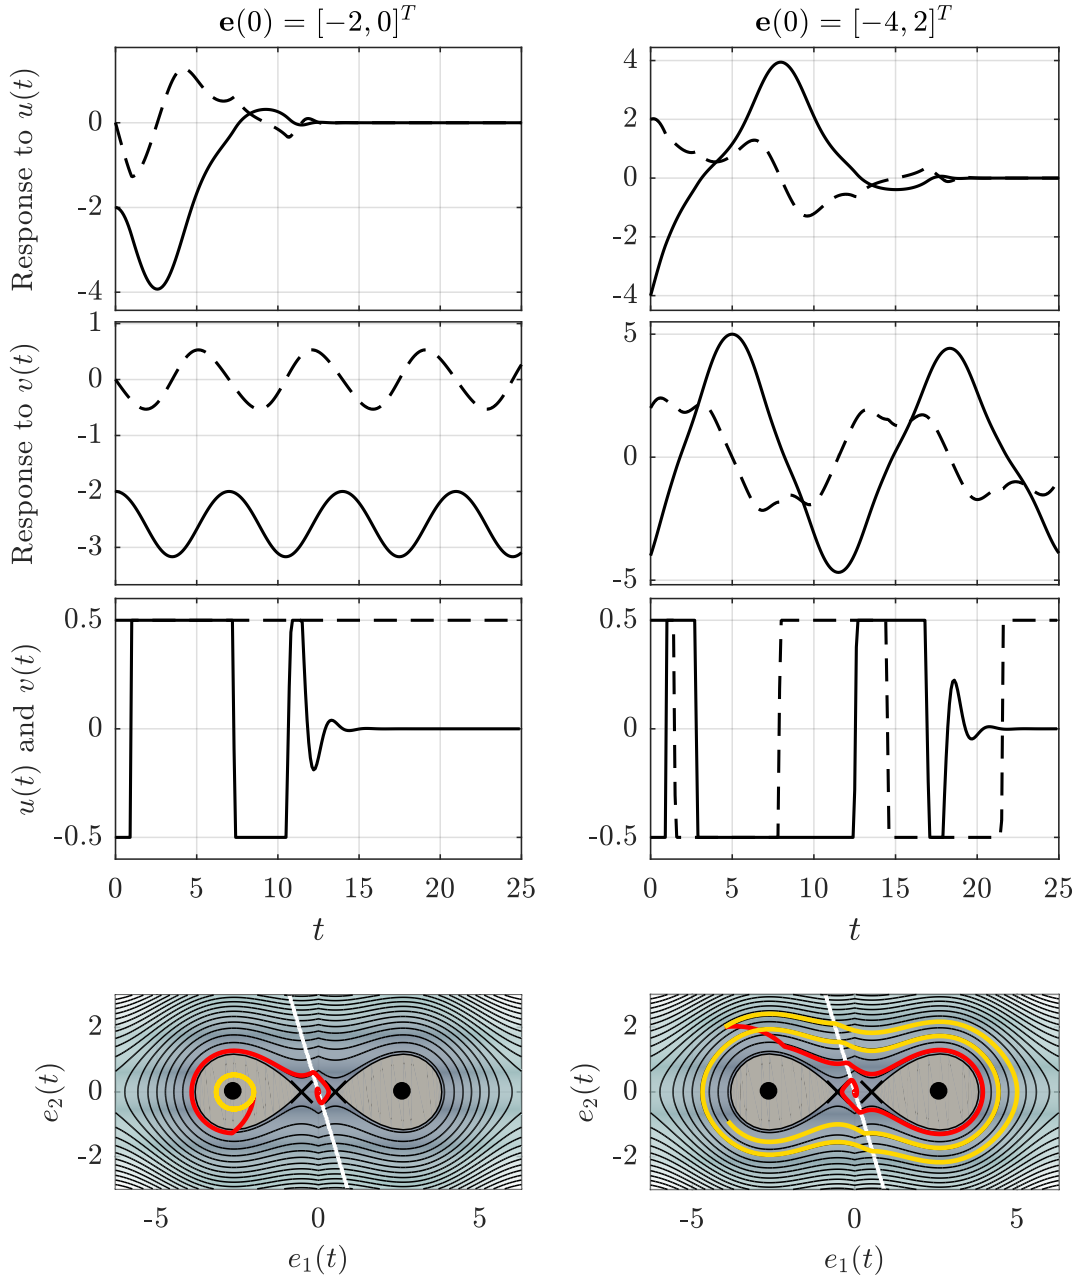 e(0) = [−2, 0]ᵀ
e(0) = [−4, 2]ᵀ
Response to u(t)
0
-2
-4
4
2
0
-2
-4
Response to v(t)
1
0
-1
-2
-3
5
0
-5
u(t) and v(t)
0.5
0
-0.5
0 5 10 15 20 25
t
0.5
0
-0.5
0 5 10 15 20 25
t
e₂(t)
2
0
-2
-5 0 5
e₁(t)
e₂(t)
2
0
-2
-5 0 5
e₁(t)